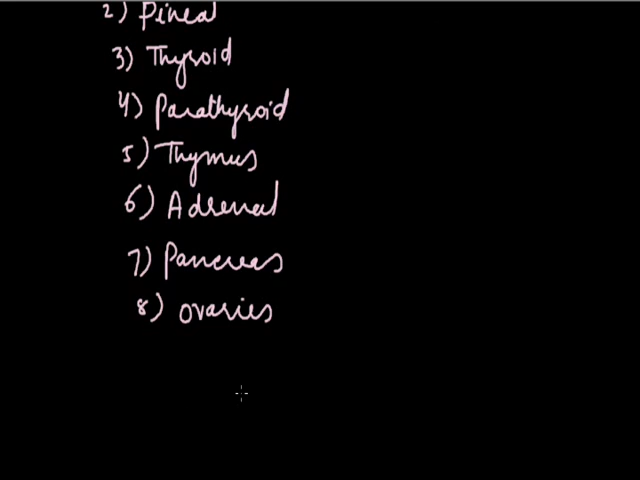 2) Pineal
3) Thyroid
4) Parathyroid
5) Thymus
6) Adrenal
7) Pancreas
8) ovaries